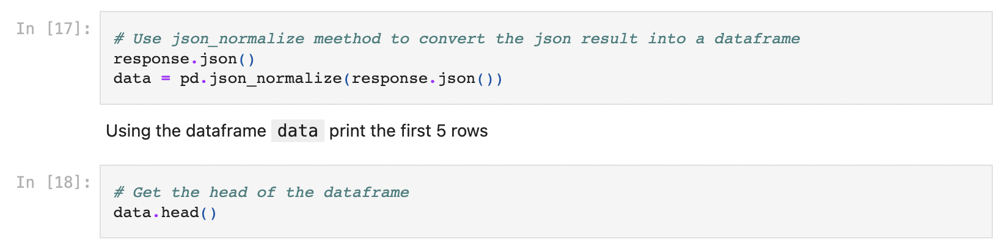 In [17]:
# Use json_normalize meethod to convert the json result into a dataframe
response.json()
data = pd.json_normalize(response.json())
Using the dataframe data print the first 5 rows
In [18]:
# Get the head of the dataframe
data.head()